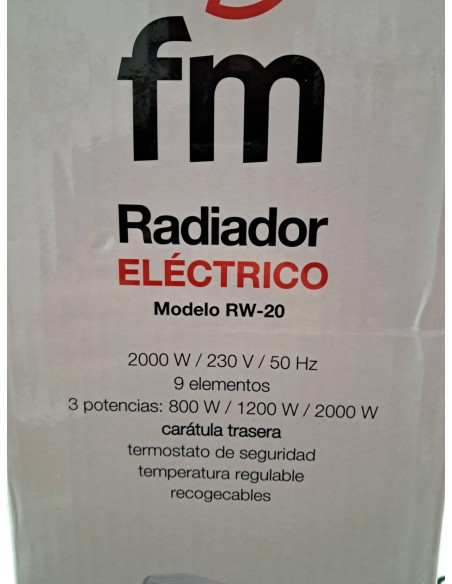 fm
Radiador
ELÉCTRICO
Modelo RW-20
2000 W / 230 V / 50 Hz
9 elementos
3 potencias: 800 W / 1200 W / 2000 W
carátula trasera
termostato de seguridad
temperatura regulable
recogecables